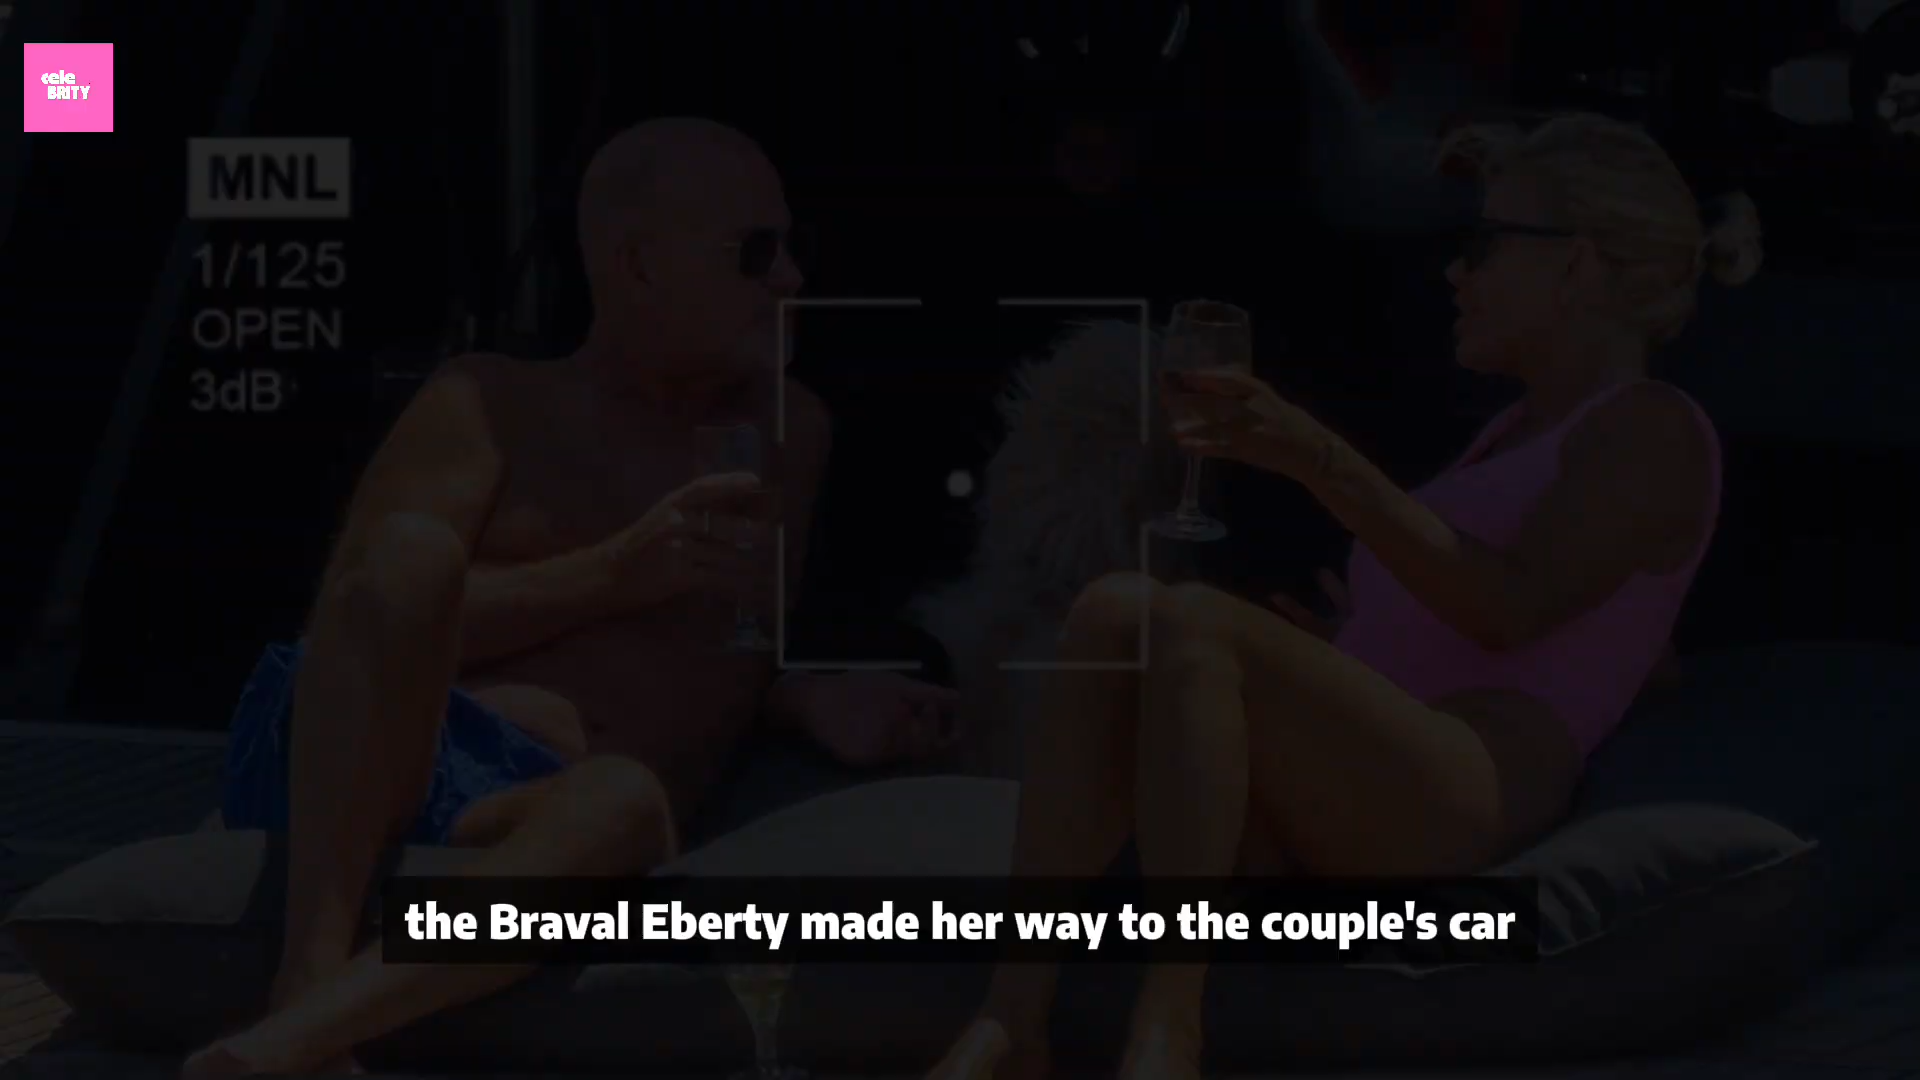 cele
BRITY
MNL
1/125
OPEN
3dB
the Braval Eberty made her way to the couple's car